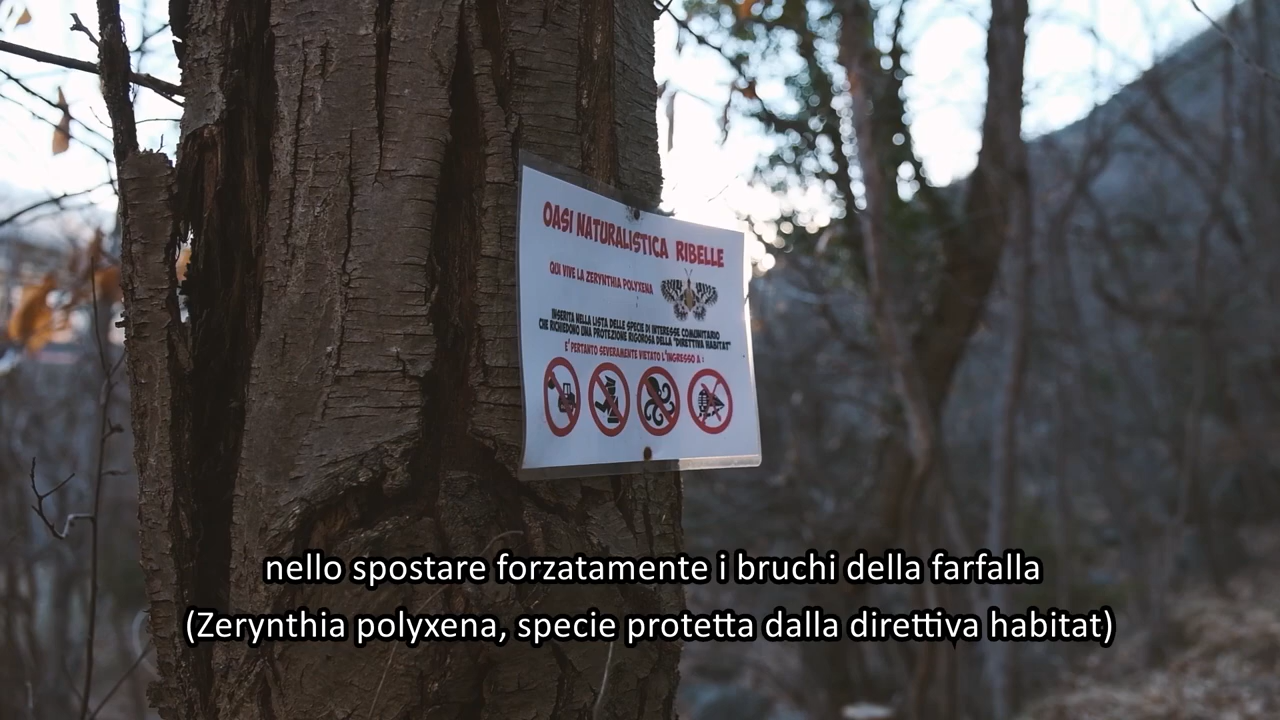 OASI NATURALISTICA RIBELLE
QUI VIVE LA ZERYNTHIA POLYXENA
INSERITA NELLA LISTA DELLE SPECIE DI INTERESSE COMUNITARIO
CHE RICHIEDONO UNA PROTEZIONE RIGOROSA DELLA "DIRETTIVA HABITAT"
E' PERTANTO SEVERAMENTE VIETATO L'INGRESSO A :
nello spostare forzatamente i bruchi della farfalla
(Zerynthia polyxena, specie protetta dalla direttiva habitat)